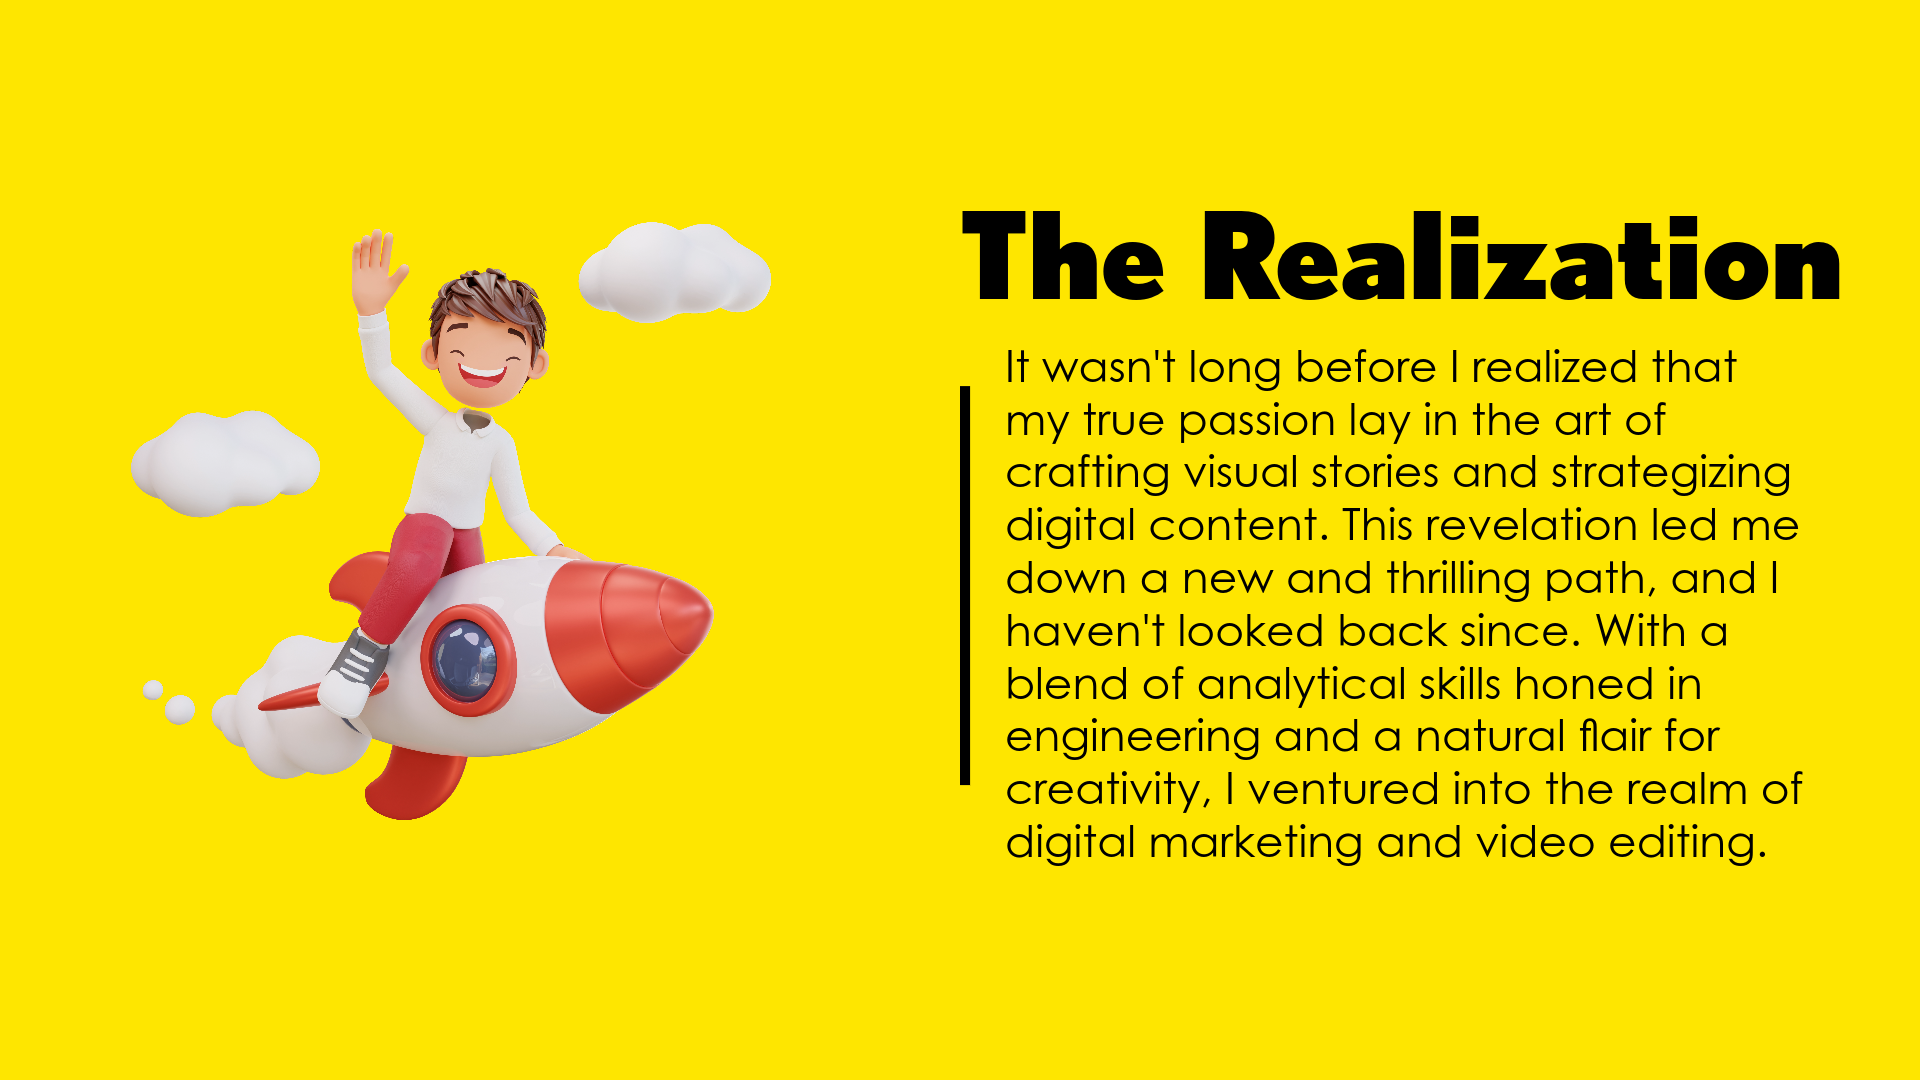 The Realization
It wasn't long before I realized that
my true passion lay in the art of
crafting visual stories and strategizing
digital content. This revelation led me
down a new and thrilling path, and I
haven't looked back since. With a
blend of analytical skills honed in
engineering and a natural flair for
creativity, I ventured into the realm of
digital marketing and video editing.